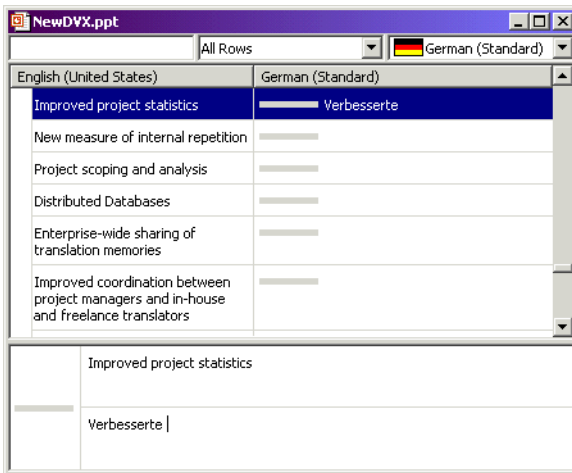 NewDVX.ppt
All Rows
German (Standard)
English (United States)
German (Standard)
Improved project statistics
Verbesserte
New measure of internal repetition
Project scoping and analysis
Distributed Databases
Enterprise-wide sharing of
translation memories
Improved coordination between
project managers and in-house
and freelance translators
Improved project statistics
Verbesserte